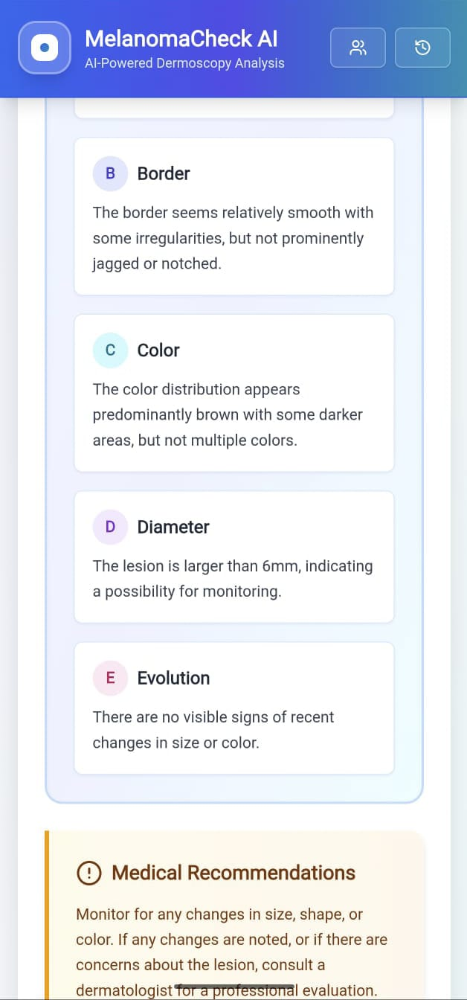 MelanomaCheck AI
AI-Powered Dermoscopy Analysis
B Border
The border seems relatively smooth with
some irregularities, but not prominently
jagged or notched.
C Color
The color distribution appears
predominantly brown with some darker
areas, but not multiple colors.
D Diameter
The lesion is larger than 6mm, indicating
a possibility for monitoring.
E Evolution
There are no visible signs of recent
changes in size or color.
Medical Recommendations
Monitor for any changes in size, shape, or
color. If any changes are noted, or if there are
concerns about the lesion, consult a
dermatologist for a professional evaluation.